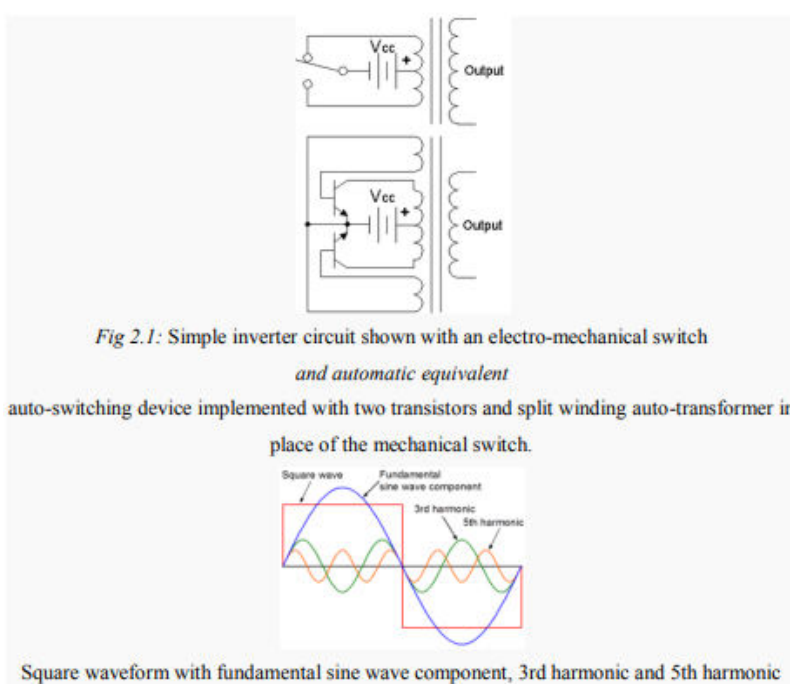 Vcc
+
Output
Vcc
+
Output
Fig 2.1: Simple inverter circuit shown with an electro-mechanical switch
and automatic equivalent
auto-switching device implemented with two transistors and split winding auto-transformer in
place of the mechanical switch.
Square wave
Fundamental
sine wave component
3rd harmonic
5th harmonic
Square waveform with fundamental sine wave component, 3rd harmonic and 5th harmonic